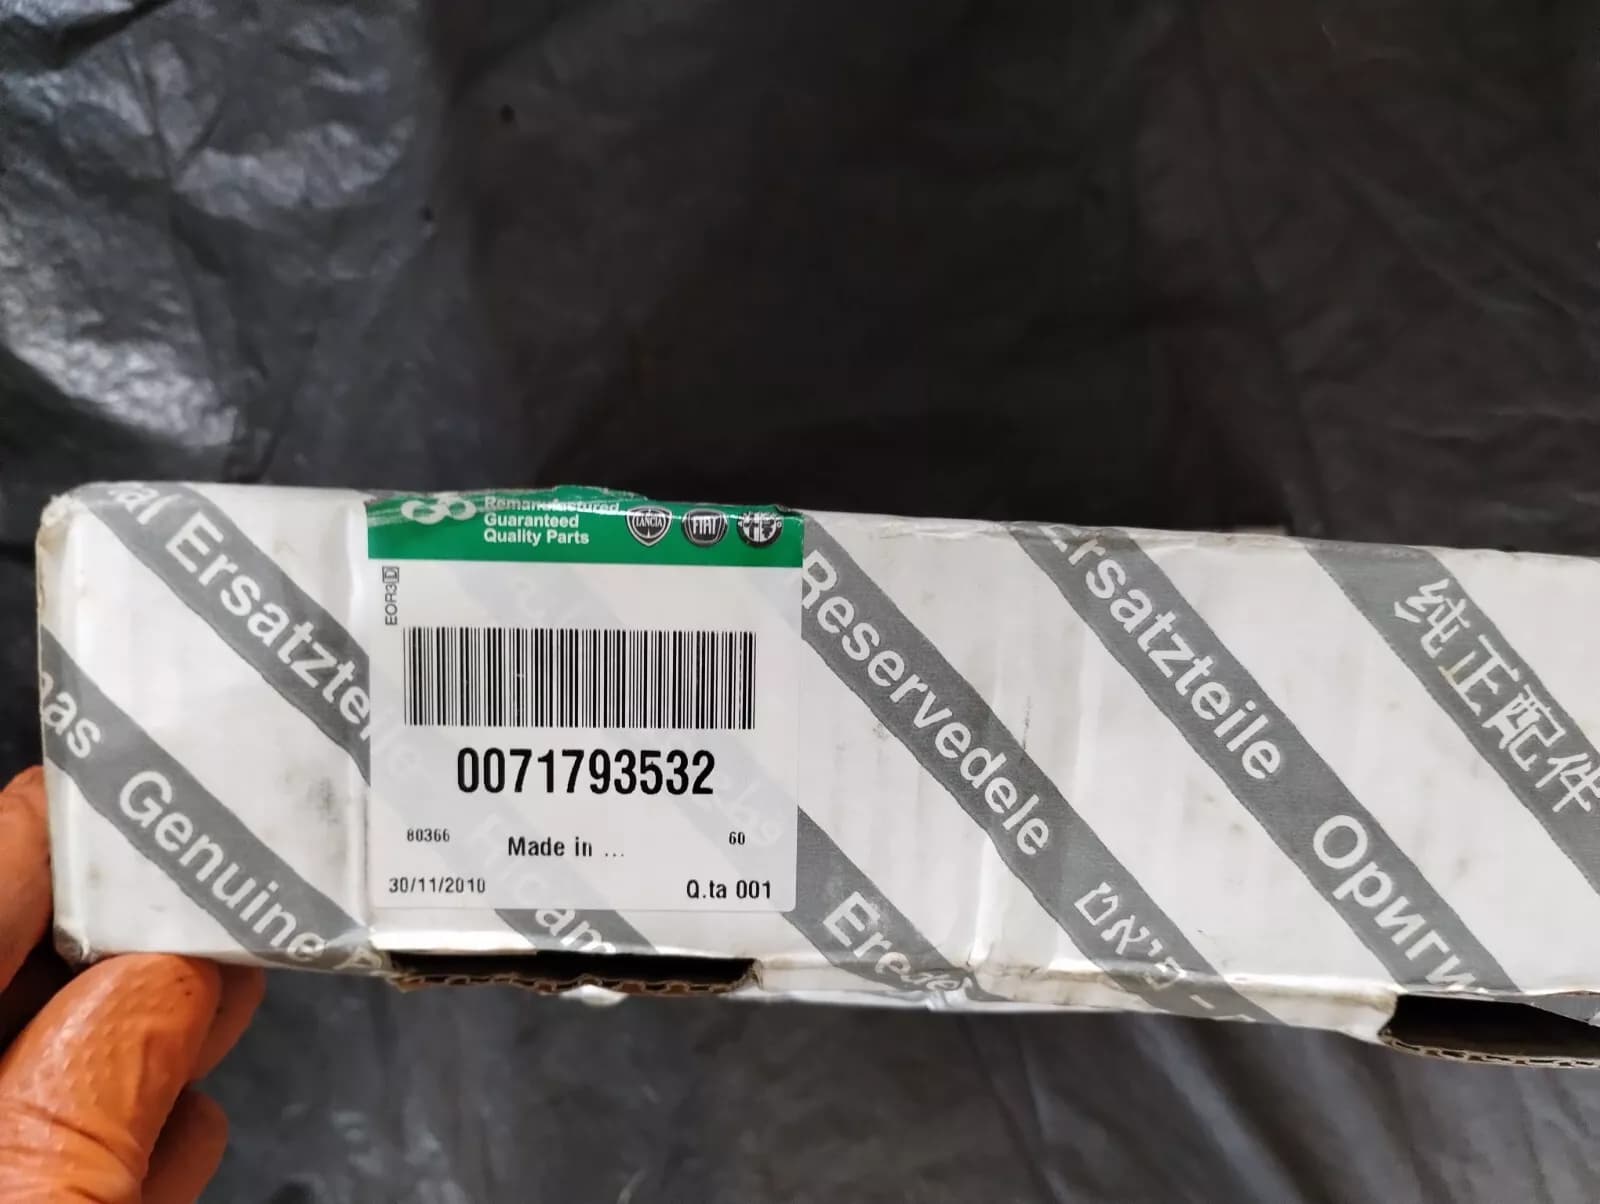 Remanufactured
Guaranteed
Quality Parts
LANCIA
FIAT
EOR3D
0071793532
80366
Made in ...
60
30/11/2010
Q.ta 001
Ersatzteile
Genuine
Reservedele
Ersatzteile
Ориги
纯正配件